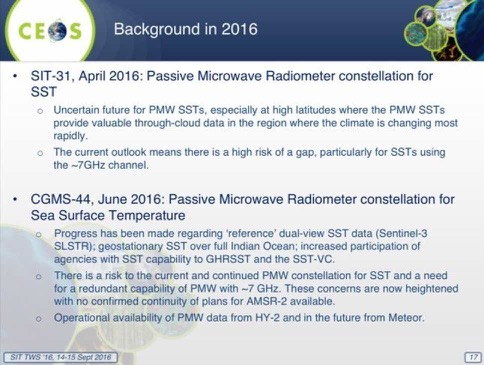 CE S
Background in 2016
• SIT-31, April 2016: Passive Microwave Radiometer constellation for
SST
o Uncertain future for PMW SSTs, especially at high latitudes where the PMW SSTs
provide valuable through-cloud data in the region where the climate is changing most
rapidly.
o The current outlook means there is a high risk of a gap, particularly for SSTs using
the ~7GHz channel.
• CGMS-44, June 2016: Passive Microwave Radiometer constellation for
Sea Surface Temperature
o Progress has been made regarding ‘reference’ dual-view SST data (Sentinel-3
SLSTR); geostationary SST over full Indian Ocean; increased participation of
agencies with SST capability to GHRSST and the SST-VC.
o There is a risk to the current and continued PMW constellation for SST and a need
for a redundant capability of PMW with ~7 GHz. These concerns are now heightened
with no confirmed continuity of plans for AMSR-2 available.
o Operational availability of PMW data from HY-2 and in the future from Meteor.
SIT TWS '16, 14-15 Sept 2016
17